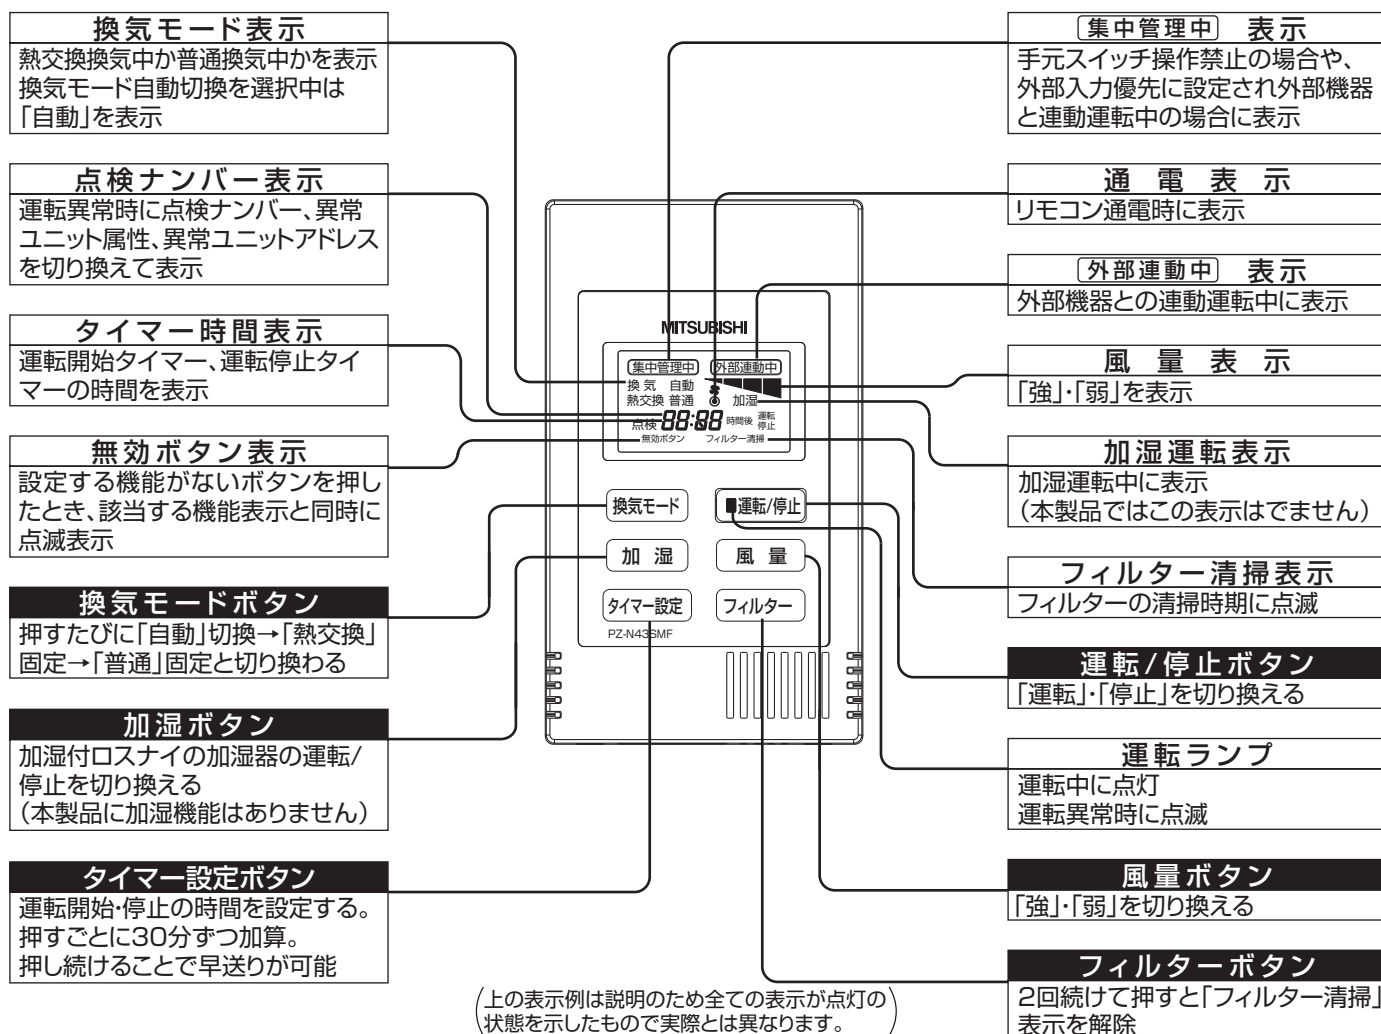 換気モード表示
熱交換換気中か普通換気中かを表示
換気モード自動切換を選択中は
「自動」を表示
点検ナンバー表示
運転異常時に点検ナンバー、異常
ユニット属性、異常ユニットアドレス
を切り換えて表示
タイマー時間表示
運転開始タイマー、運転停止タイ
マーの時間を表示
無効ボタン表示
設定する機能がないボタンを押し
たとき、該当する機能表示と同時に
点滅表示
換気モードボタン
押すたびに「自動」切換→「熱交換」
固定→「普通」固定と切り換わる
加湿ボタン
加湿付ロスナイの加湿器の運転/
停止を切り換える
(本製品に加湿機能はありません)
タイマー設定ボタン
運転開始・停止の時間を設定する。
押すごとに30分ずつ加算。
押し続けることで早送りが可能
MITSUBISHI
集中管理中 外部連動中
換気 自動
熱交換 普通 加湿
点検 88:88 時間後 運転
停止
無効ボタン フィルター清掃
換気モード 運転/停止
加湿 風量
タイマー設定 フィルター
PZ-N43SMF
(上の表示例は説明のため全ての表示が点灯の
状態を示したもので実際とは異なります。)
集中管理中 表示
手元スイッチ操作禁止の場合や、
外部入力優先に設定され外部機器
と連動運転中の場合に表示
通電表示
リモコン通電時に表示
外部連動中 表示
外部機器との連動運転中に表示
風量表示
「強」・「弱」を表示
加湿運転表示
加湿運転中に表示
(本製品ではこの表示はでません)
フィルター清掃表示
フィルターの清掃時期に点滅
運転/停止ボタン
「運転」・「停止」を切り換える
運転ランプ
運転中に点灯
運転異常時に点滅
風量ボタン
「強」・「弱」を切り換える
フィルターボタン
2回続けて押すと「フィルター清掃」
表示を解除